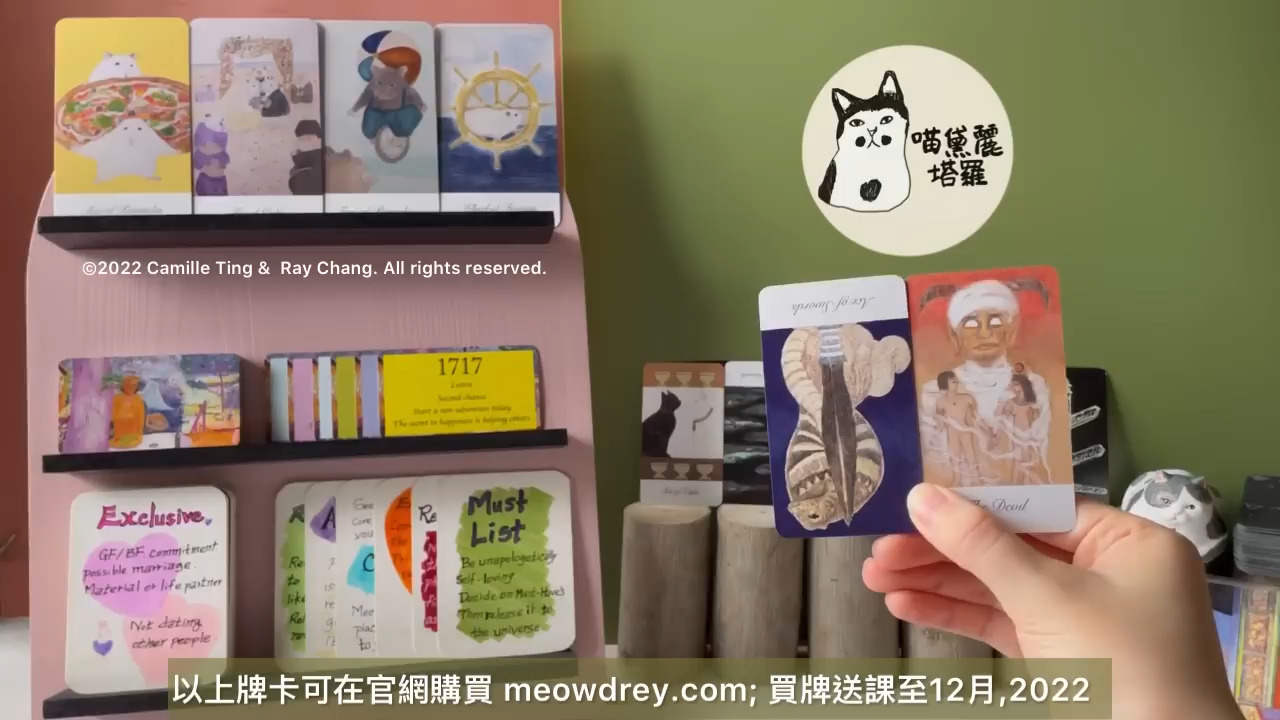 喵黛麗
塔羅
©2022 Camille Ting & Ray Chang. All rights reserved.
Ace of Swords
The Devil
1717
Listen
Second chance
Start a new adventure today
The secret to happiness is helping others
Exclusive
GF/BF commitment
possible marriage.
Material or life partner
Not dating
other people
Must
List
Be unapologetically
self-loving
Decide on Must-Have's
Then release it to
the universe
以上牌卡可在官網購買 meowdrey.com; 買牌送課至12月,2022